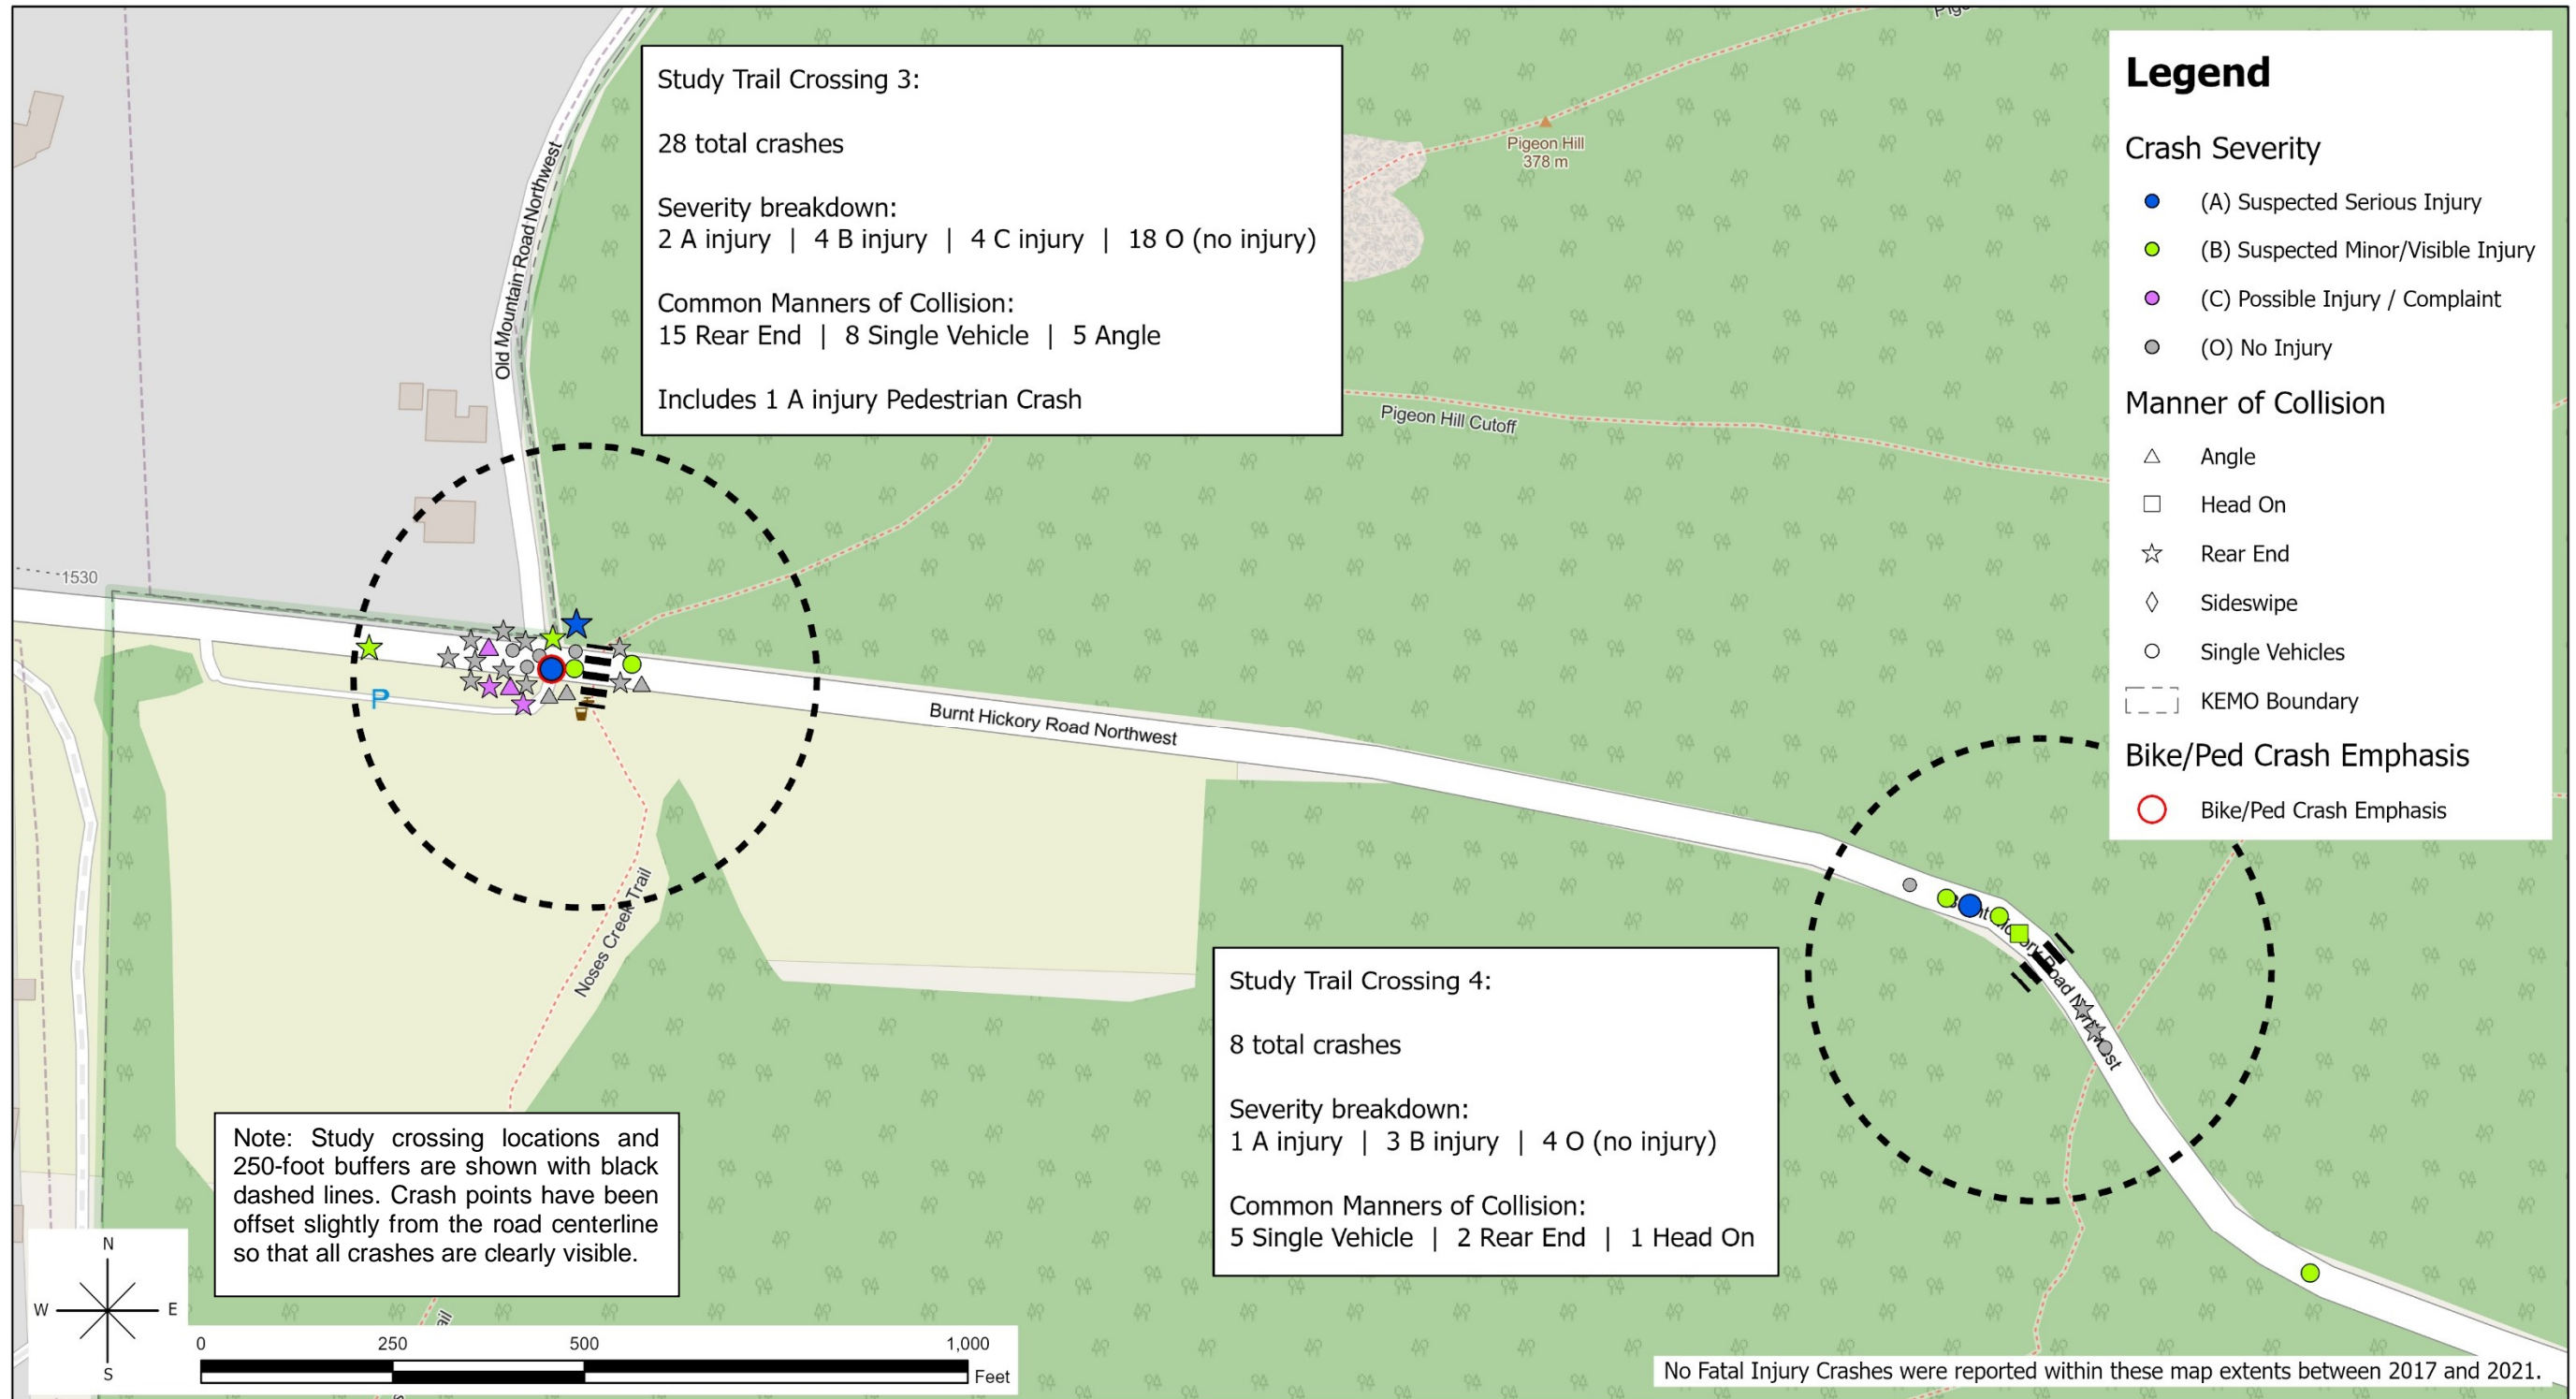 Pige
Study Trail Crossing 3:
28 total crashes
Severity breakdown:
2 A injury | 4 B injury | 4 C injury | 18 O (no injury)
Common Manners of Collision:
15 Rear End | 8 Single Vehicle | 5 Angle
Includes 1 A injury Pedestrian Crash
Legend
Crash Severity
(A) Suspected Serious Injury
(B) Suspected Minor/Visible Injury
(C) Possible Injury / Complaint
(O) No Injury
Manner of Collision
Angle
Head On
Rear End
Sideswipe
Single Vehicles
KEMO Boundary
Bike/Ped Crash Emphasis
Bike/Ped Crash Emphasis
Pigeon Hill
378 m
Old Mountain Road Northwest
Pigeon Hill Cutoff
1530
P
Burnt Hickory Road Northwest
Noses Creek Trail
Burnt Hickory Road Northwest
Study Trail Crossing 4:
8 total crashes
Severity breakdown:
1 A injury | 3 B injury | 4 O (no injury)
Common Manners of Collision:
5 Single Vehicle | 2 Rear End | 1 Head On
Note: Study crossing locations and
250-foot buffers are shown with black
dashed lines. Crash points have been
offset slightly from the road centerline
so that all crashes are clearly visible.
N
W E
S
ail
0 250 500 1,000
Feet
No Fatal Injury Crashes were reported within these map extents between 2017 and 2021.